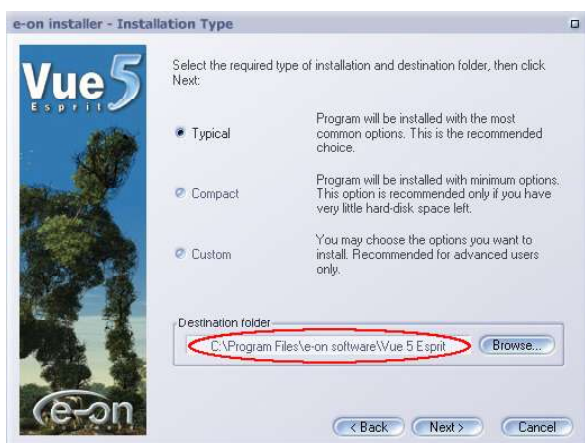 e-on installer - Installation Type
Vue 5
Esprit
Select the required type of installation and destination folder, then click
Next:
Typical
Program will be installed with the most
common options. This is the recommended
choice.
Compact
Program will be installed with minimum options.
This option is recommended only if you have
very little hard-disk space left.
Custom
You may choose the options you want to
install. Recommended for advanced users
only.
Destination folder
C:\Program Files\e-on software\Vue 5 Esprit
Browse...
e-on
< Back
Next >
Cancel